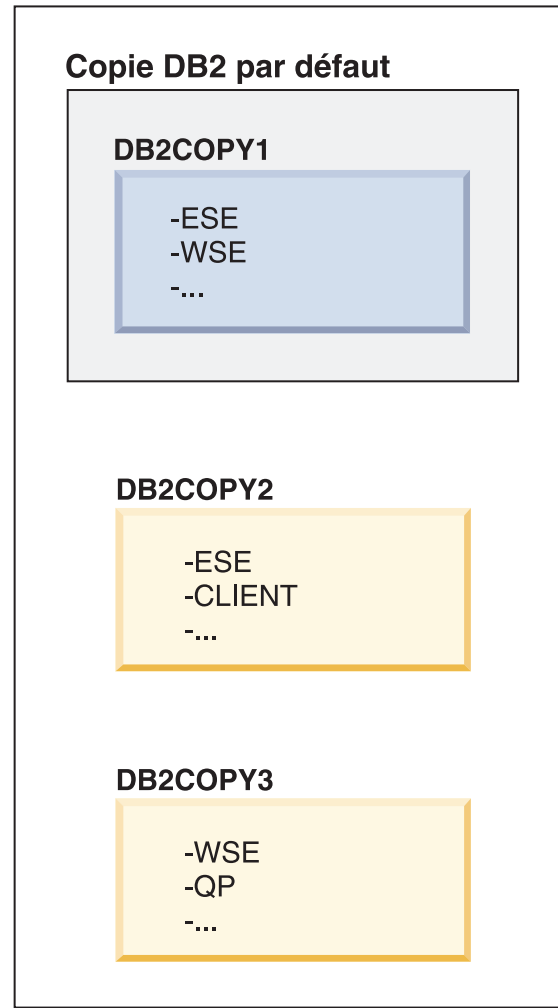 Copie DB2 par défaut
DB2COPY1
-ESE
-WSE
-...
DB2COPY2
-ESE
-CLIENT
-...
DB2COPY3
-WSE
-QP
-...